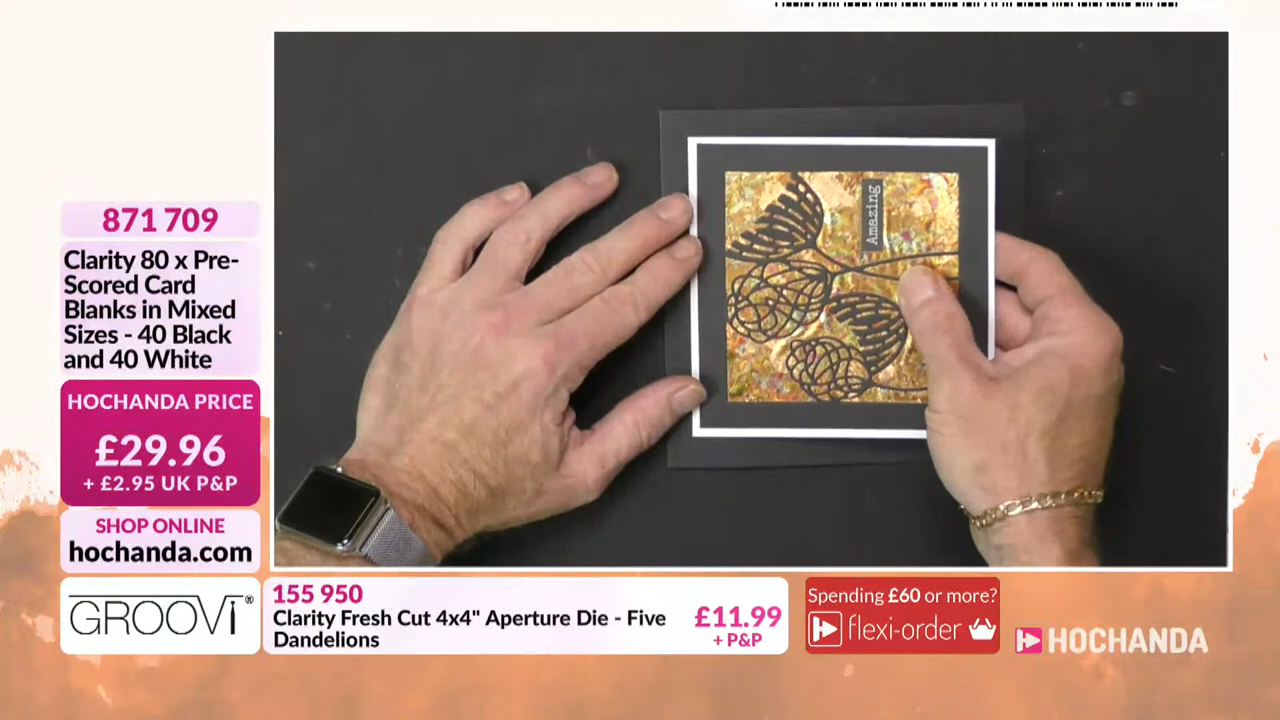 871 709
Clarity 80 x Pre-
Scored Card
Blanks in Mixed
Sizes - 40 Black
and 40 White
HOCHANDA PRICE
£29.96
+ £2.95 UK P&P
SHOP ONLINE
hochanda.com
Amazing
GROOVi®
155 950
Clarity Fresh Cut 4x4" Aperture Die - Five
Dandelions
£11.99
+ P&P
Spending £60 or more?
flexi-order
HOCHANDA